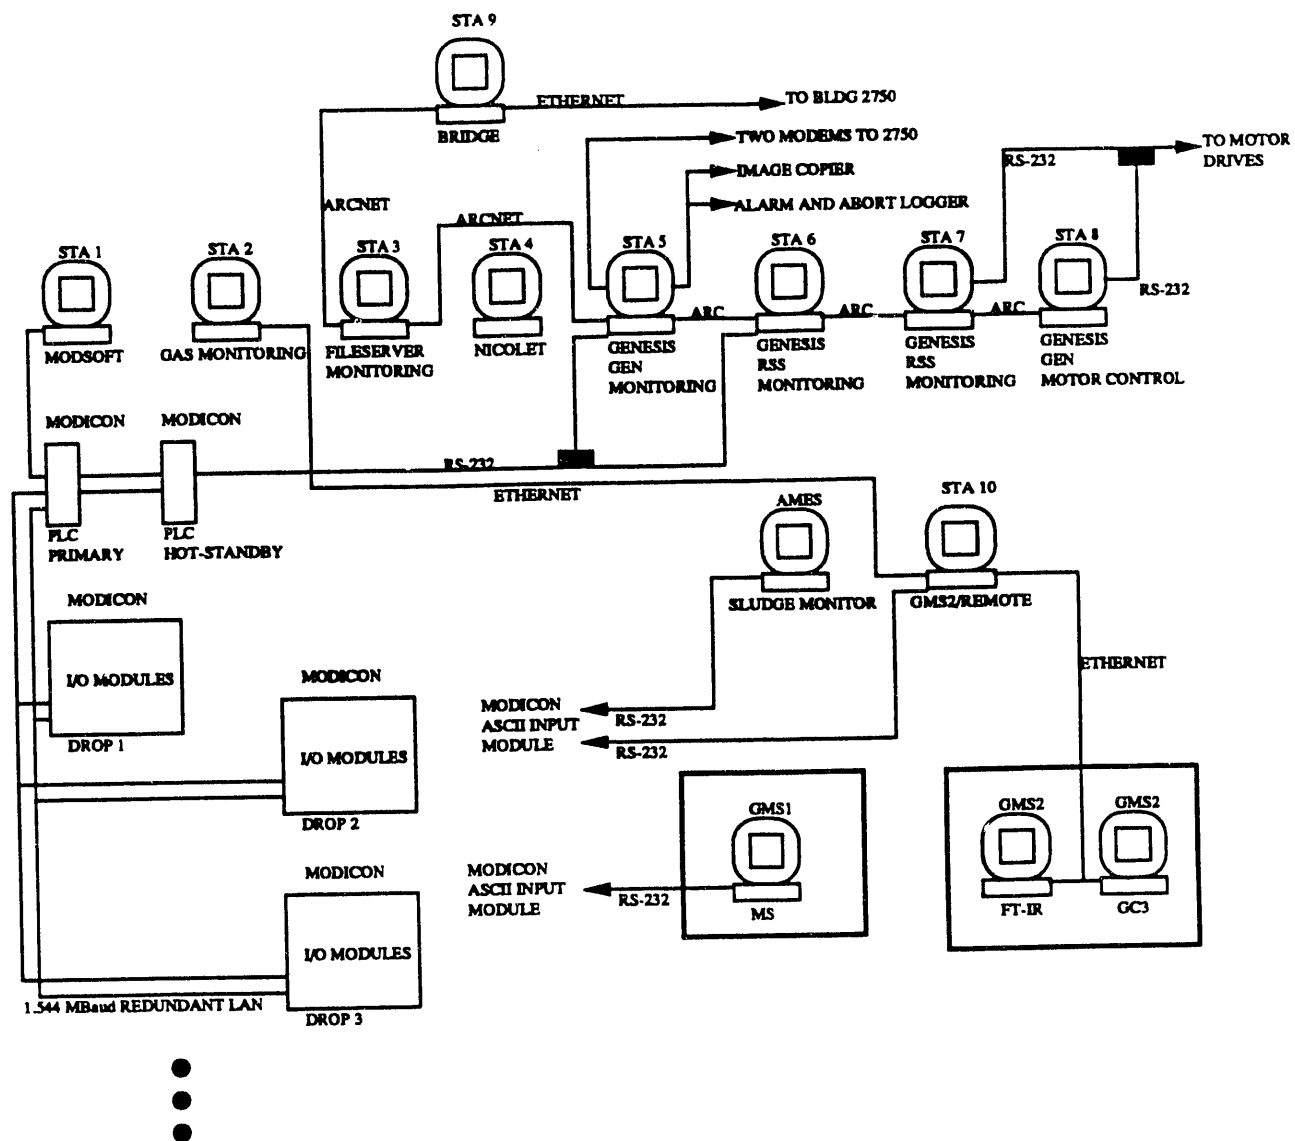 STA 9
BRIDGE
ETHERNET
TO BLDG 2750
TWO MODEMS TO 2750
IMAGE COPIER
ALARM AND ABORT LOGGER
RS-232
TO MOTOR
DRIVES
ARCNET
ARCNET
STA 1
MODSOFT
STA 2
GAS MONITORING
STA 3
FILESERVER
MONITORING
STA 4
NICOLET
STA 5
GENESIS
GEN
MONITORING
ARC
STA 6
GENESIS
RSS
MONITORING
ARC
STA 7
GENESIS
RSS
MONITORING
ARC
STA 8
GENESIS
GEN
MOTOR CONTROL
RS-232
MODICON
PLC
PRIMARY
MODICON
PLC
HOT-STANDBY
RS-232
ETHERNET
AMES
SLUDGE MONITOR
STA 10
GMS2/REMOTE
ETHERNET
MODICON
I/O MODULES
DROP 1
MODICON
I/O MODULES
DROP 2
MODICON
ASCII INPUT
MODULE
RS-232
RS-232
GMS1
MS
GMS2
FT-IR
GMS2
GC3
MODICON
I/O MODULES
DROP 3
MODICON
ASCII INPUT
MODULE
RS-232
1.544 MBaud REDUNDANT LAN